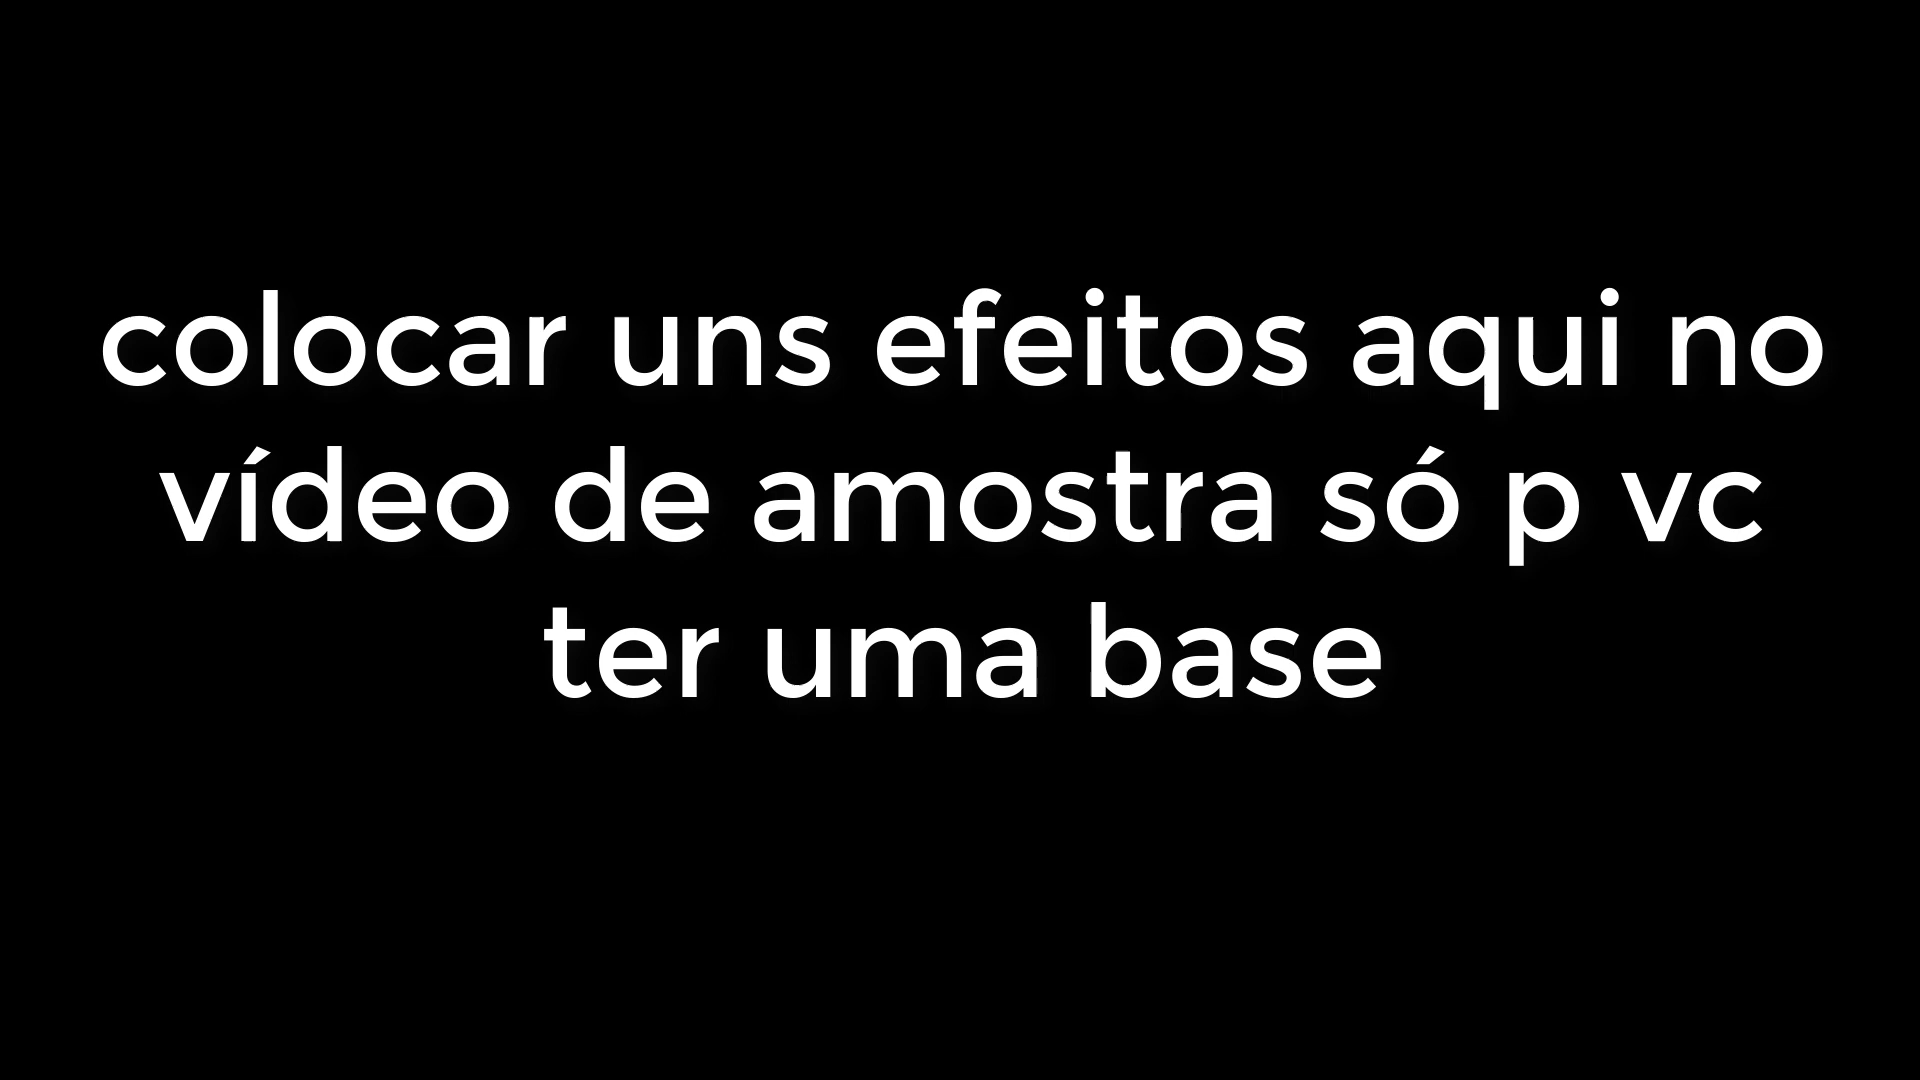 colocar uns efeitos aqui no
vídeo de amostra só p vc
ter uma base